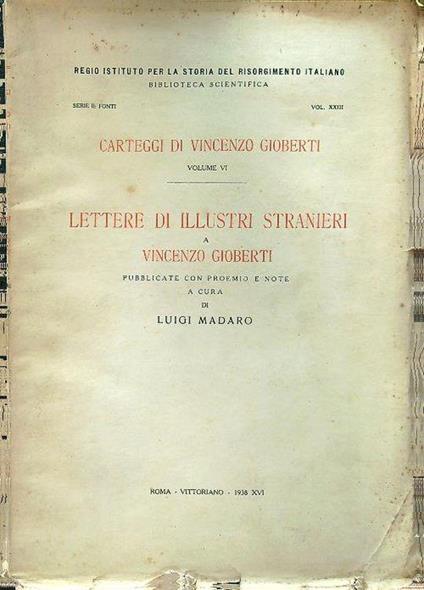 REGIO ISTITUTO PER LA STORIA DEL RISORGIMENTO ITALIANO
BIBLIOTECA SCIENTIFICA
SERIE II: FONTI VOL. XXIII
CARTEGGI DI VINCENZO GIOBERTI
VOLUME VI
LETTERE DI ILLUSTRI STRANIERI
A
VINCENZO GIOBERTI
PUBBLICATE CON PROEMIO E NOTE
A CURA
DI
LUIGI MADARO
ROMA - VITTORIANO - 1938 XVI